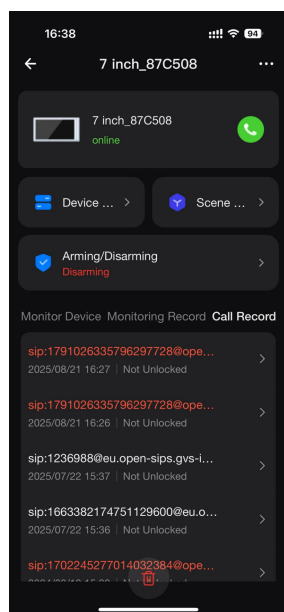 16:38
94
7 inch_87C508
7 inch_87C508
online
Device ...
Scene ...
Arming/Disarming
Disarming
Monitor Device Monitoring Record Call Record
sip:1791026335796297728@ope...
2025/08/21 16:27 | Not Unlocked
sip:1791026335796297728@ope...
2025/08/21 16:26 | Not Unlocked
sip:1236988@eu.open-sips.gvs-i...
2025/07/22 15:37 | Not Unlocked
sip:1663382174751129600@eu.o...
2025/07/22 15:36 | Not Unlocked
sip:1702245277014032384@ope...